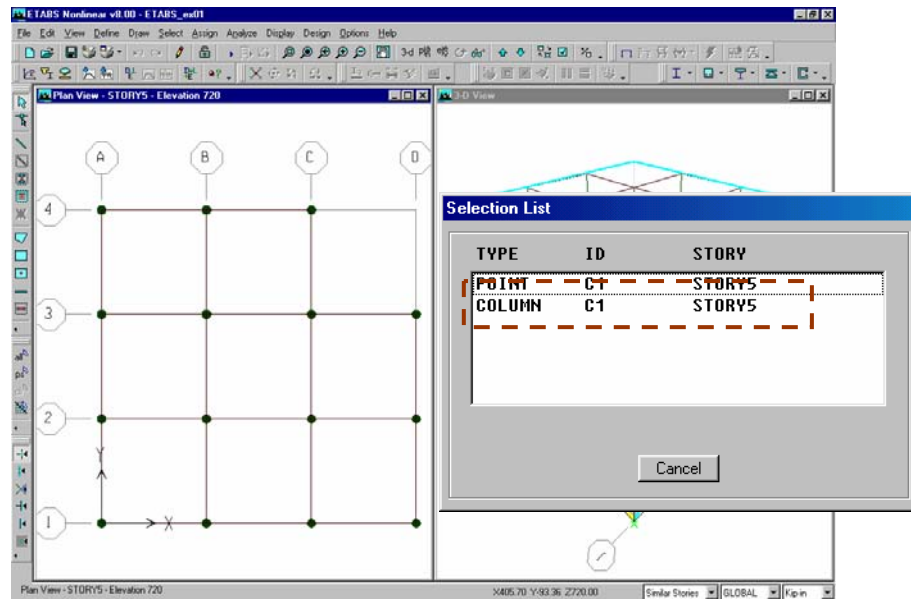 ETABS Nonlinear v8.00 - ETABS_ex01
File Edit View Define Draw Select Assign Analyze Display Design Options Help
3-d
Plan View - STORY5 - Elevation 720
3-D View
A B C D
4
3
2
1
Y
X
Selection List
TYPE ID STORY
POINT C1 STORY5
COLUMN C1 STORY5
Cancel
Plan View - STORY5 - Elevation 720
X405.70 Y-93.36 Z720.00
Similar Stories
GLOBAL
Kip-in